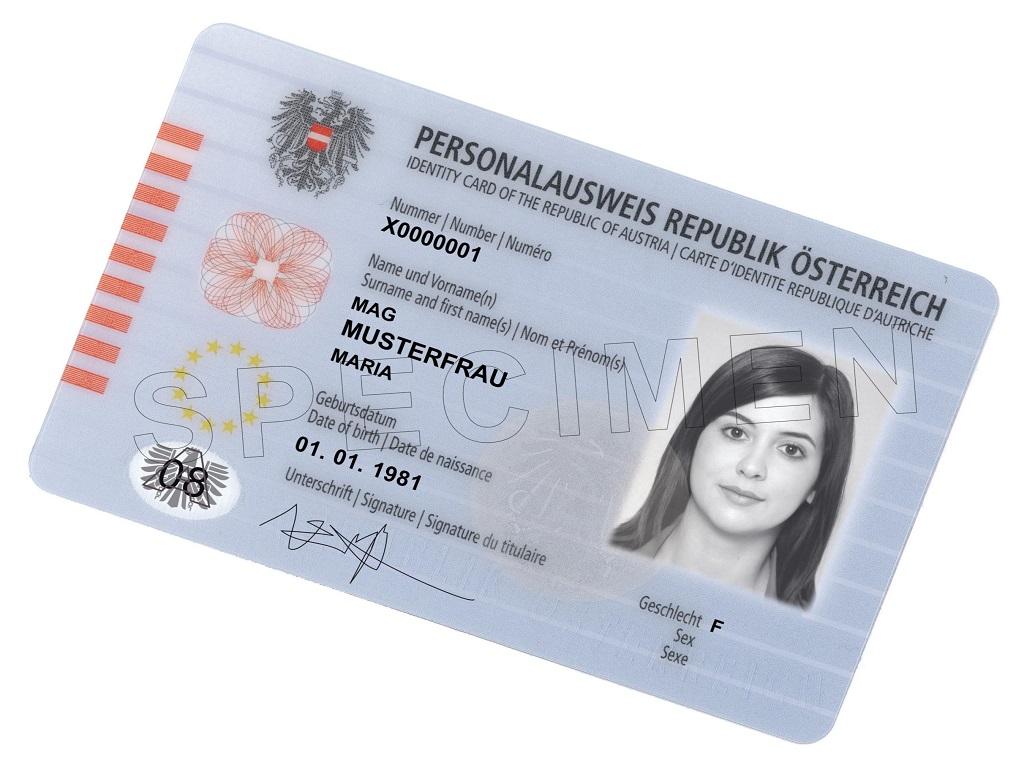 PERSONALAUSWEIS REPUBLIK ÖSTERREICH
IDENTITY CARD OF THE REPUBLIC OF AUSTRIA | CARTE D'IDENTITE REPUBLIQUE D'AUTRICHE
Nummer | Number | Numéro
X0000001
Name und Vorname(n)
Surname and first name(s) | Nom et Prénom(s)
MAG
MUSTERFRAU
MARIA
SPECIMEN
Geburtsdatum
Date of birth | Date de naissance
01. 01. 1981
08
Unterschrift | Signature | Signature du titulaire
Geschlecht F
Sex
Sexe